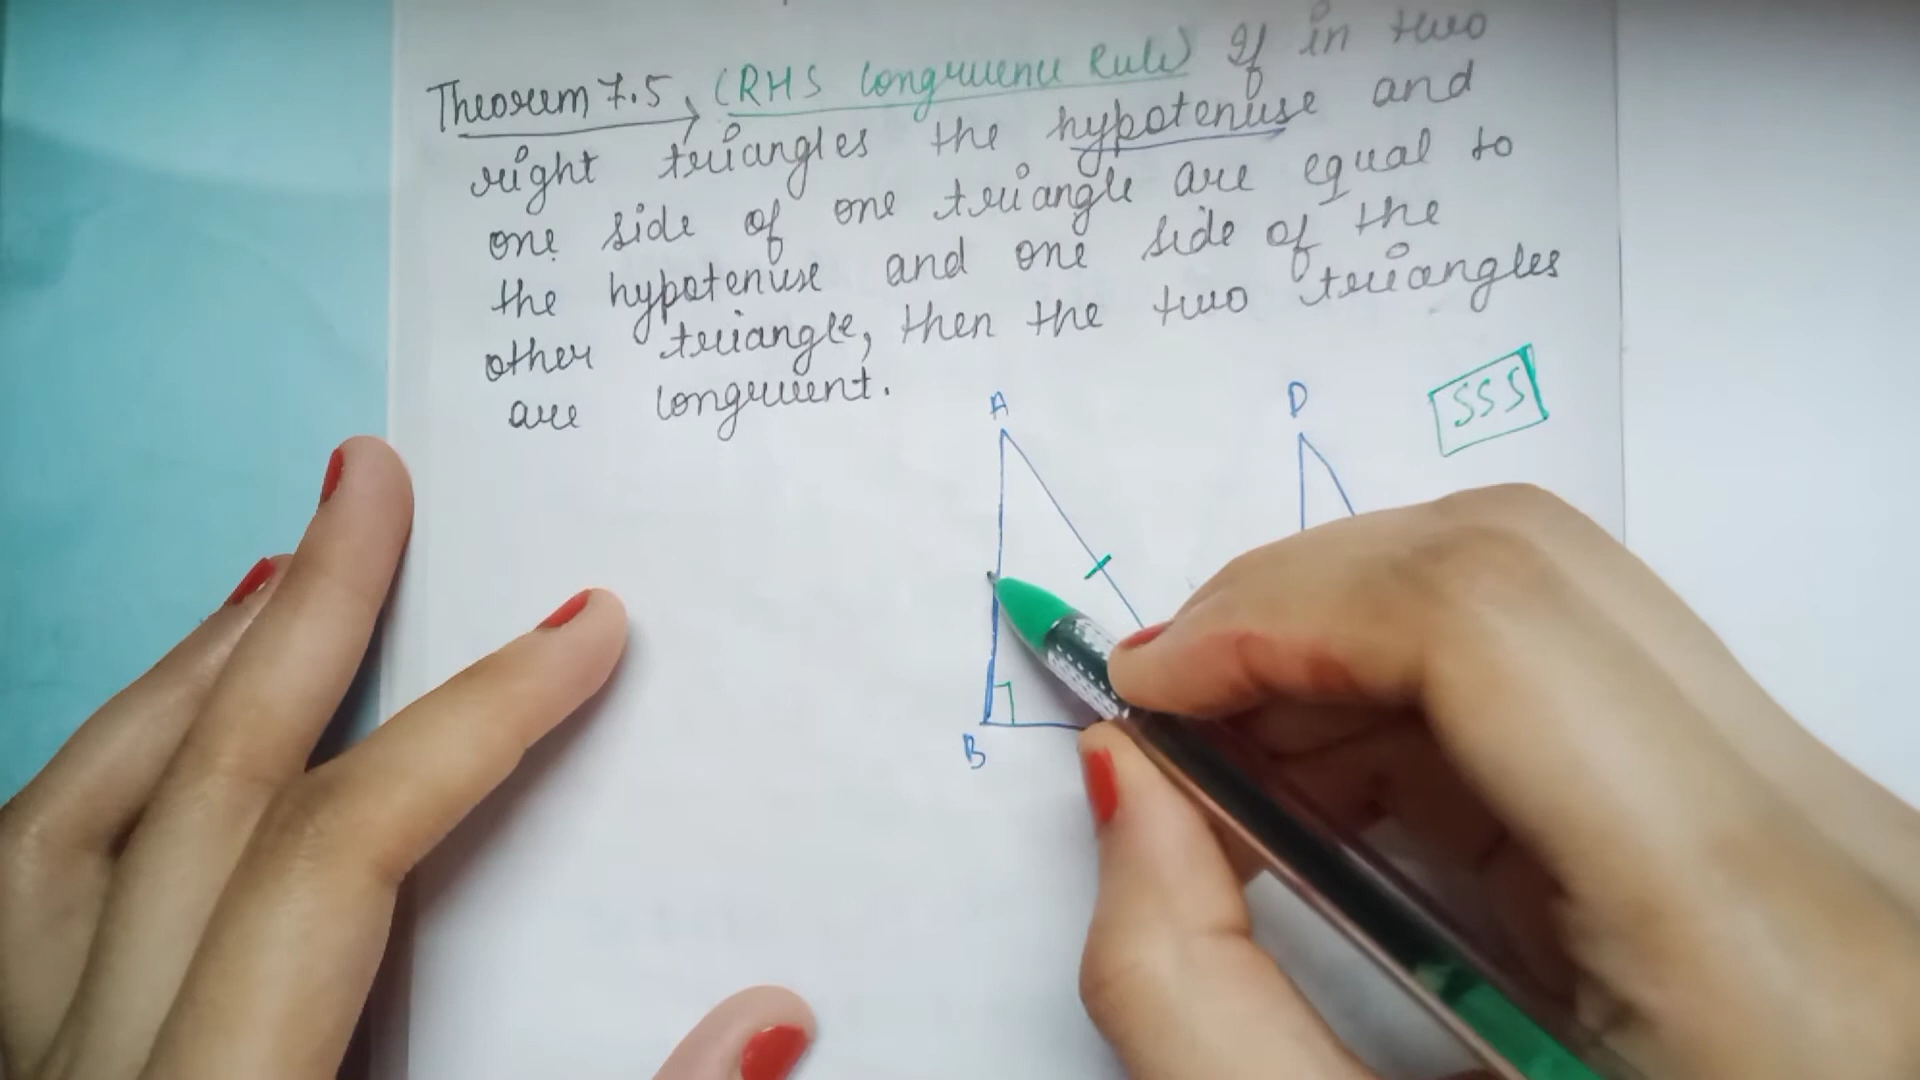 Theorem 7.5, (RHS Congruence Rule) If in two
right triangles the hypotenuse and
one side of one triangle are equal to
the hypotenuse and one side of the
other triangle, then the two triangles
are congruent.
A D SSS
B